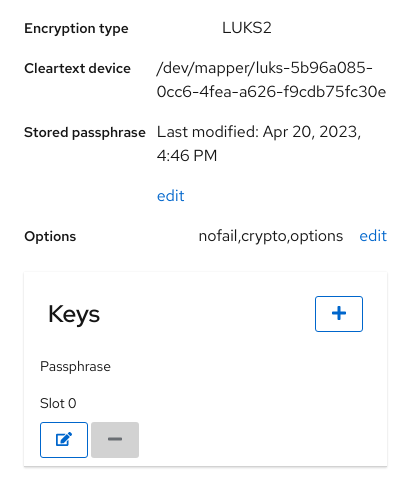 Encryption type LUKS2
Cleartext device /dev/mapper/luks-5b96a085-
0cc6-4fea-a626-f9cdb75fc30e
Stored passphrase Last modified: Apr 20, 2023,
4:46 PM
edit
Options nofail,crypto,options edit
Keys
Passphrase
Slot 0